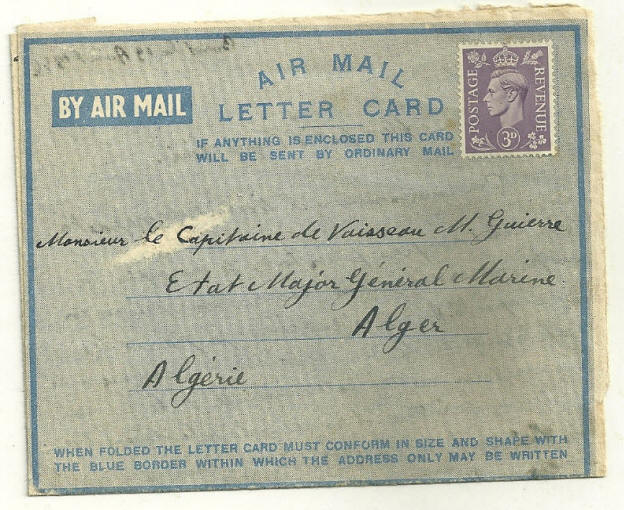 AIR MAIL
LETTER CARD
BY AIR MAIL
IF ANYTHING IS ENCLOSED THIS CARD
WILL BE SENT BY ORDINARY MAIL
POSTAGE
REVENUE
3D
Monsieur le Capitaine de Vaisseau M. Guierre
Etat Major Général Marine
Alger
Algérie
WHEN FOLDED THE LETTER CARD MUST CONFORM IN SIZE AND SHAPE WITH
THE BLUE BORDER WITHIN WHICH THE ADDRESS ONLY MAY BE WRITTEN